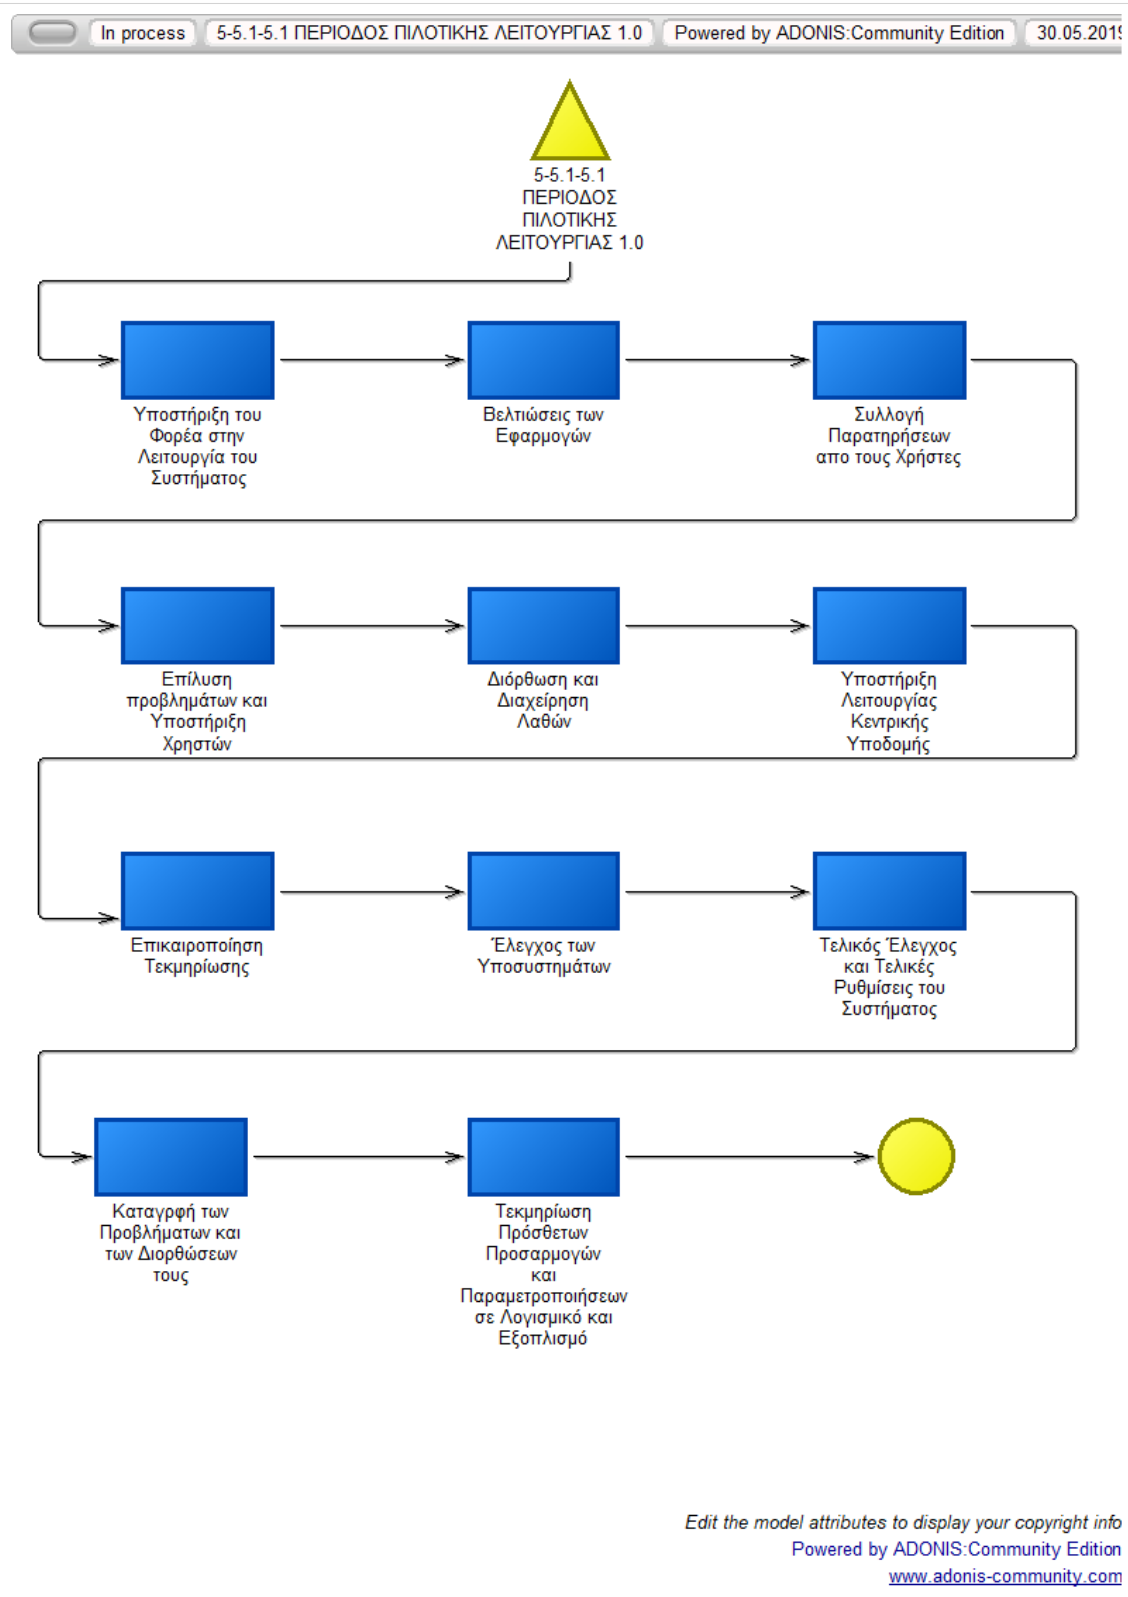 In process
5-5.1-5.1 ΠΕΡΙΟΔΟΣ ΠΙΛΟΤΙΚΗΣ ΛΕΙΤΟΥΡΓΙΑΣ 1.0
Powered by ADONIS:Community Edition
30.05.2019
5-5.1-5.1
ΠΕΡΙΟΔΟΣ
ΠΙΛΟΤΙΚΗΣ
ΛΕΙΤΟΥΡΓΙΑΣ 1.0
Υποστήριξη του
Φορέα στην
Λειτουργία του
Συστήματος
Βελτιώσεις των
Εφαρμογών
Συλλογή
Παρατηρήσεων
απο τους Χρήστες
Επίλυση
προβλημάτων και
Υποστήριξη
Χρηστών
Διόρθωση και
Διαχείρηση
Λαθών
Υποστήριξη
Λειτουργίας
Κεντρικής
Υποδομής
Επικαιροποίηση
Τεκμηρίωσης
Έλεγχος των
Υποσυστημάτων
Τελικός Έλεγχος
και Τελικές
Ρυθμίσεις του
Συστήματος
Καταγρφή των
Προβλήματων και
των Διορθώσεων
τους
Τεκμηρίωση
Πρόσθετων
Προσαρμογών
και
Παραμετροποιήσεων
σε Λογισμικό και
Εξοπλισμό
Edit the model attributes to display your copyright info
Powered by ADONIS:Community Edition
www.adonis-community.com